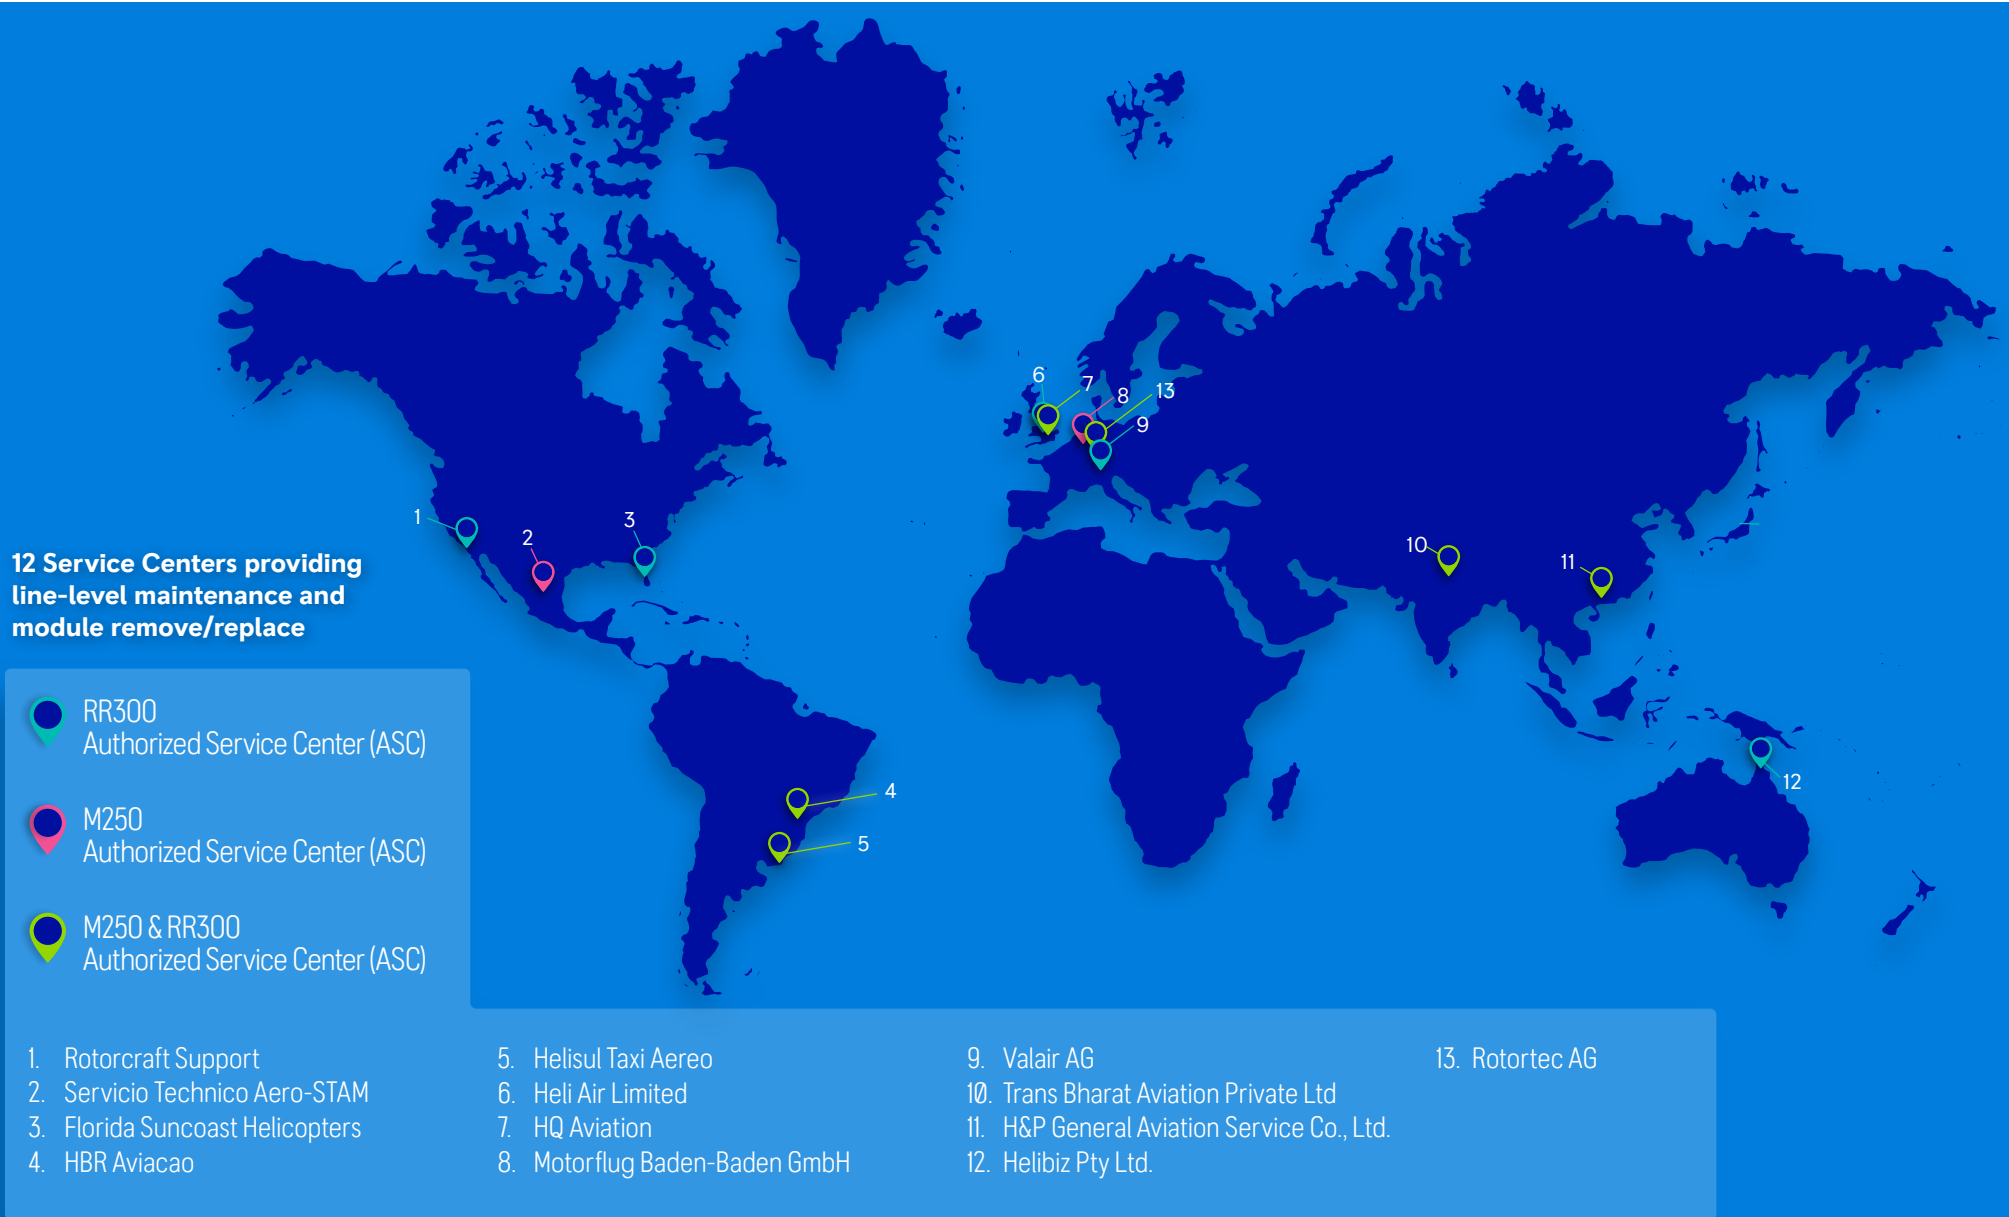 6
7
13
8
9
1
3
2
10
11
12 Service Centers providing
line-level maintenance and
module remove/replace
RR300
Authorized Service Center (ASC)
M250
Authorized Service Center (ASC)
M250 & RR300
Authorized Service Center (ASC)
12
4
5
1. Rotorcraft Support
2. Servicio Technico Aero-STAM
3. Florida Suncoast Helicopters
4. HBR Aviacao
5. Helisul Taxi Aereo
6. Heli Air Limited
7. HQ Aviation
8. Motorflug Baden-Baden GmbH
9. Valair AG
10. Trans Bharat Aviation Private Ltd
11. H&P General Aviation Service Co., Ltd.
12. Helibiz Pty Ltd.
13. Rotortec AG